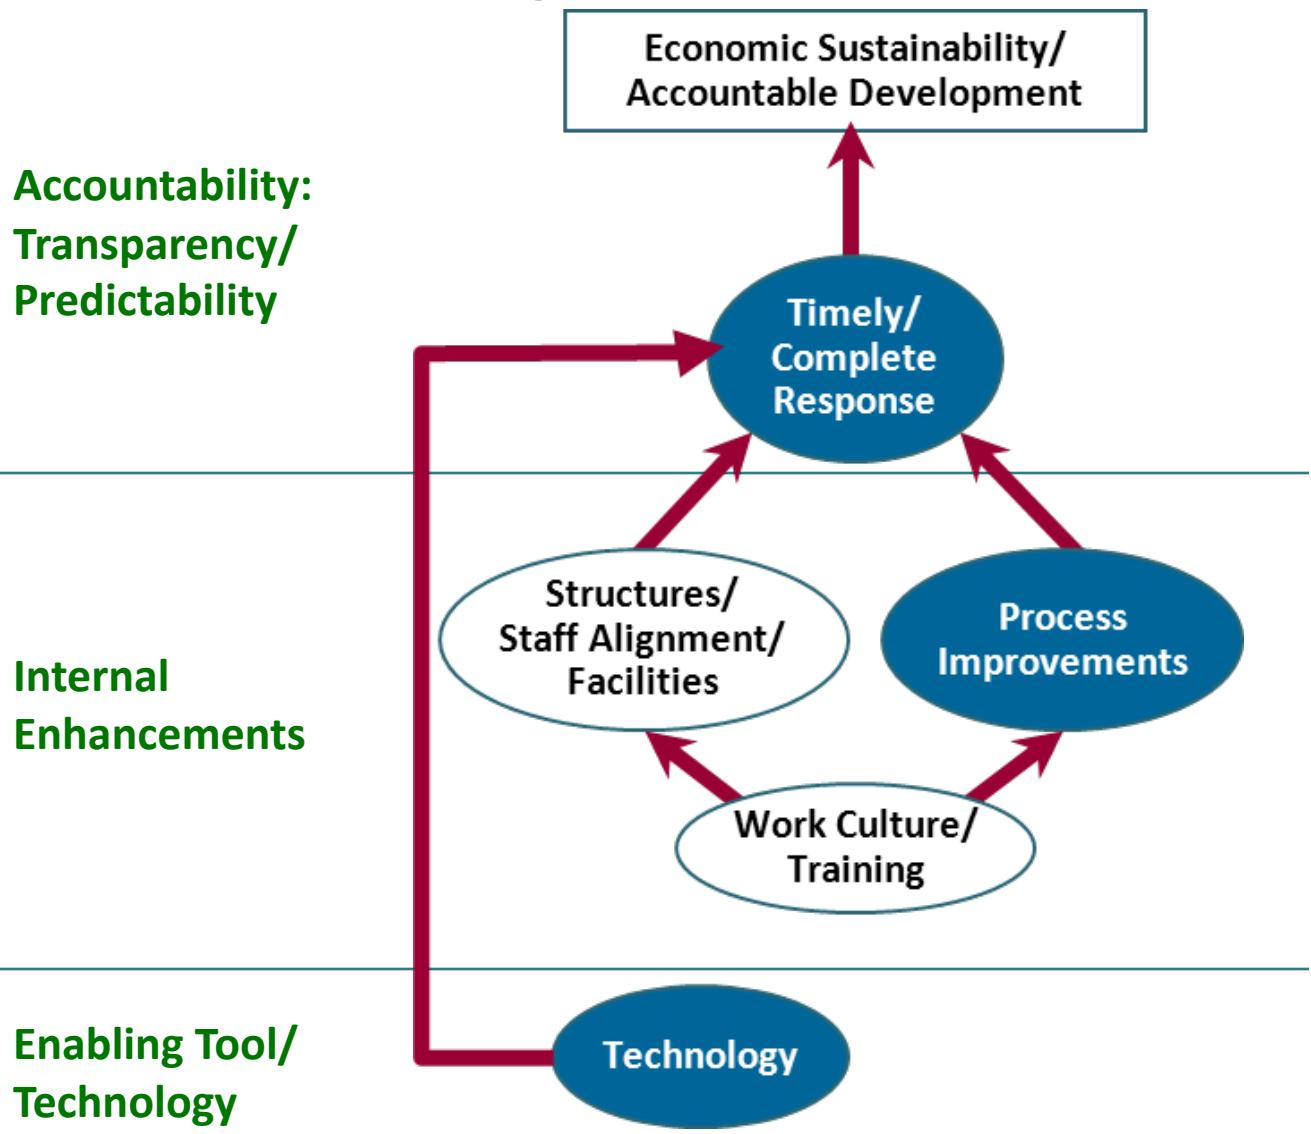 Economic Sustainability/
Accountable Development
Accountability:
Transparency/
Predictability
Timely/
Complete
Response
Internal
Enhancements
Structures/
Staff Alignment/
Facilities
Process
Improvements
Work Culture/
Training
Enabling Tool/
Technology
Technology